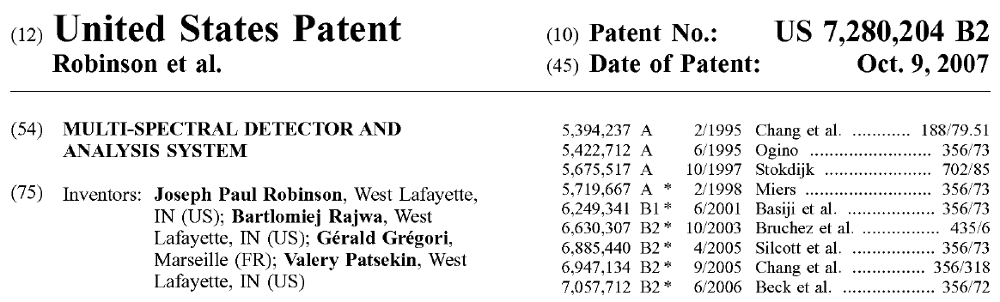 (12) United States Patent
Robinson et al.
(10) Patent No.: US 7,280,204 B2
(45) Date of Patent: Oct. 9, 2007
(54) MULTI-SPECTRAL DETECTOR AND
ANALYSIS SYSTEM
(75) Inventors: Joseph Paul Robinson, West Lafayette,
IN (US); Bartlomiej Rajwa, West
Lafayette, IN (US); Gérald Grégori,
Marseille (FR); Valery Patsekin, West
Lafayette, IN (US)
5,394,237 A 2/1995 Chang et al. ............ 188/79.51
5,422,712 A 6/1995 Ogino ......................... 356/73
5,675,517 A 10/1997 Stokdijk ...................... 702/85
5,719,667 A * 2/1998 Miers .......................... 356/73
6,249,341 B1 * 6/2001 Basiji et al. ................... 356/73
6,630,307 B2 * 10/2003 Bruchez et al. ............... 435/6
6,885,440 B2 * 4/2005 Silcott et al. .................. 356/73
6,947,134 B2 * 9/2005 Chang et al. ............... 356/318
7,057,712 B2 * 6/2006 Beck et al. .................... 356/72